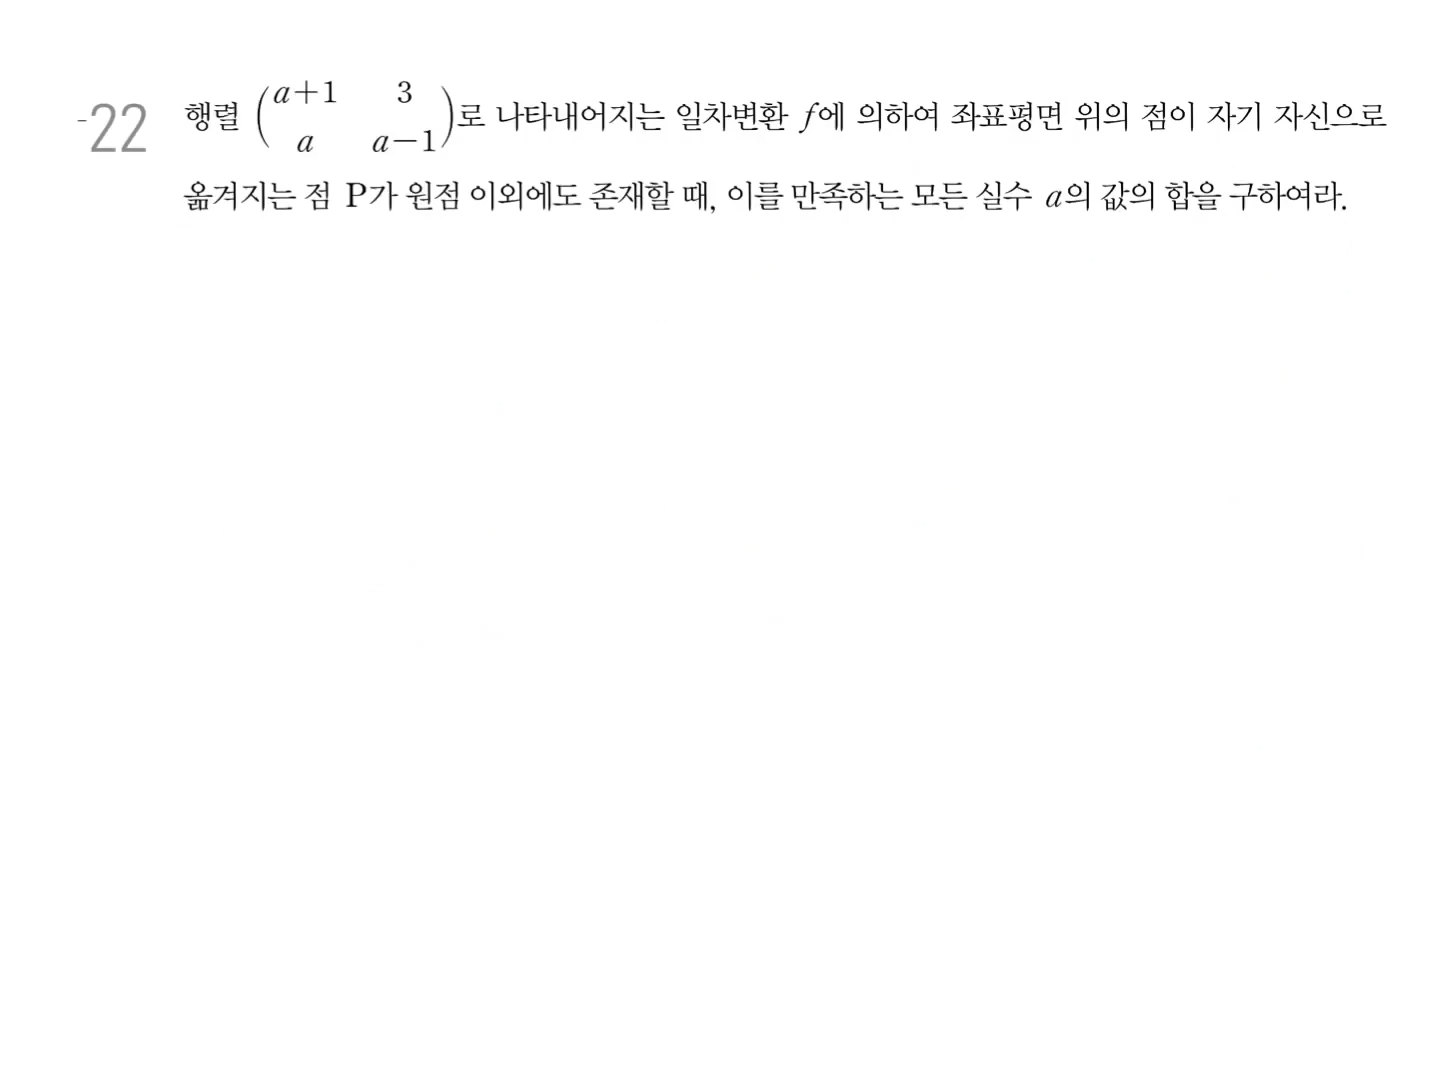 -22 행렬 (a+1 3
a a-1)로 나타내어지는 일차변환 f에 의하여 좌표평면 위의 점이 자기 자신으로
옮겨지는 점 P가 원점 이외에도 존재할 때, 이를 만족하는 모든 실수 a의 값의 합을 구하여라.